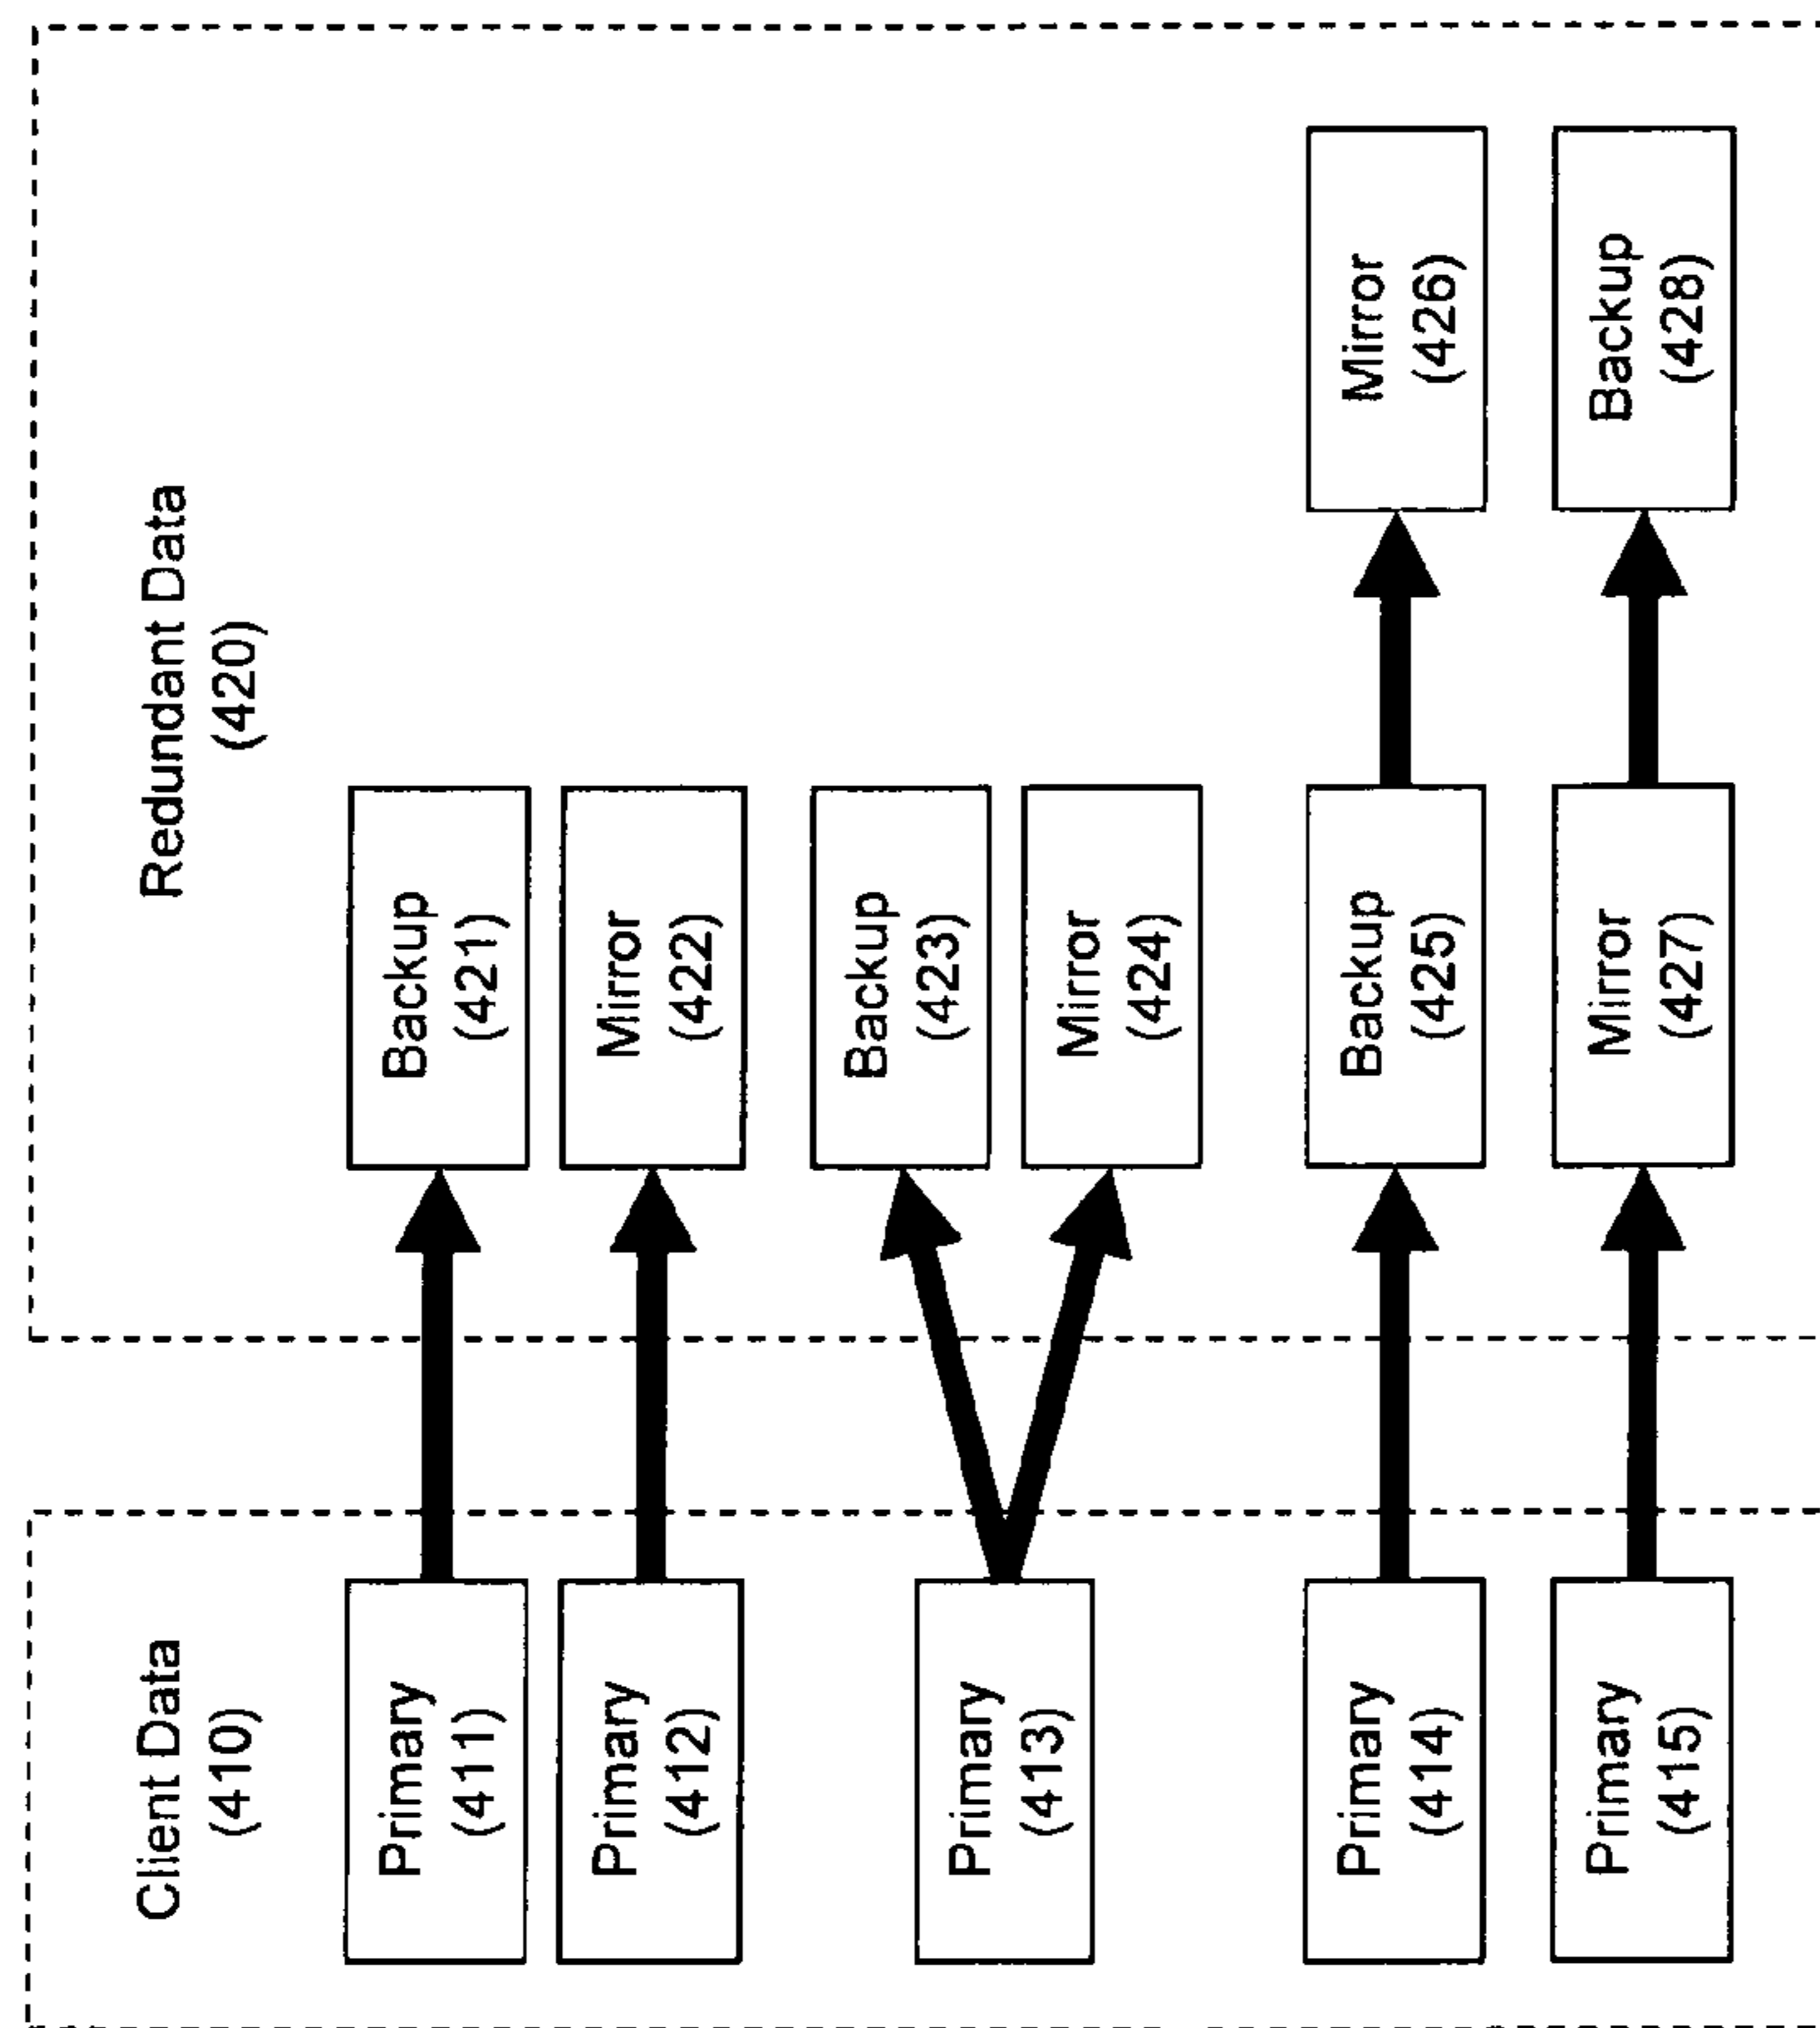 Client Data
(410)
Redundant Data
(420)
Primary
(411)
Backup
(421)
Primary
(412)
Mirror
(422)
Primary
(413)
Backup
(423)
Mirror
(424)
Primary
(414)
Backup
(425)
Mirror
(426)
Primary
(415)
Mirror
(427)
Backup
(428)